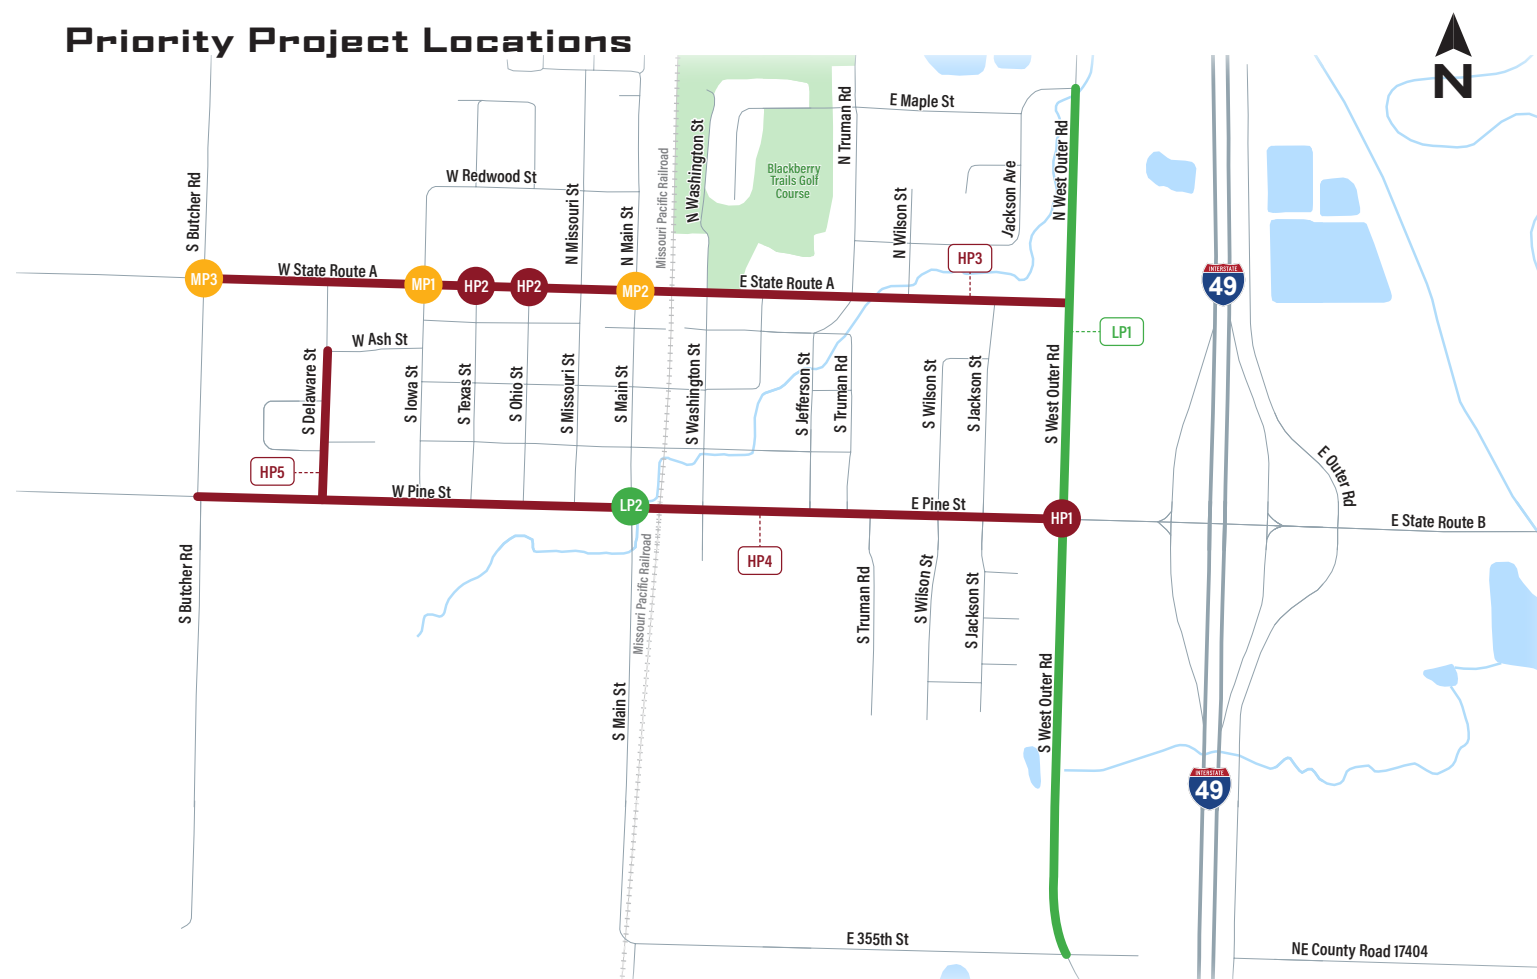 Priority Project Locations
N
E Maple St
N Truman Rd
N West Outer Rd
N Washington St
Missouri Pacific Railroad
Blackberry
Trails Golf
Course
Jackson Ave
W Redwood St
S Butcher Rd
N Missouri St
N Main St
N Wilson St
HP3
MP3
W State Route A
MP1
HP2
HP2
MP2
E State Route A
INTERSTATE
49
LP1
W Ash St
S Delaware St
S Iowa St
S Texas St
S Ohio St
S Missouri St
S Main St
S Washington St
S Jefferson St
S Truman Rd
S Wilson St
S Jackson St
S West Outer Rd
E Outer Rd
HP5
W Pine St
LP2
E Pine St
HP1
E State Route B
HP4
S Butcher Rd
Missouri Pacific Railroad
S Truman Rd
S Wilson St
S Jackson St
S Main St
S West Outer Rd
INTERSTATE
49
E 355th St
NE County Road 17404